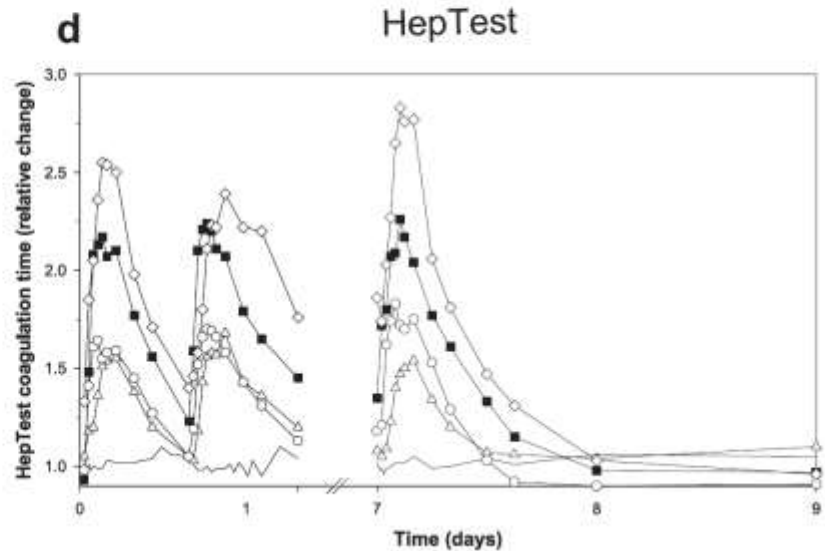 d
HepTest
HepTest coagulation time (relative change)
3.0
2.5
2.0
1.5
1.0
0
1
7
8
9
Time (days)